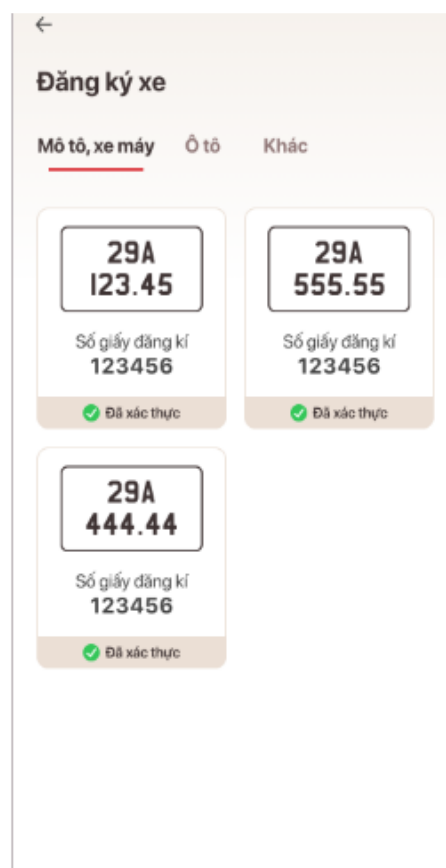 Đăng ký xe
Mô tô, xe máy Ô tô Khác
29A 29A
123.45 555.55
Số giấy đăng kí Số giấy đăng kí
123456 123456
Đã xác thực Đã xác thực
29A
444.44
Số giấy đăng kí
123456
Đã xác thực